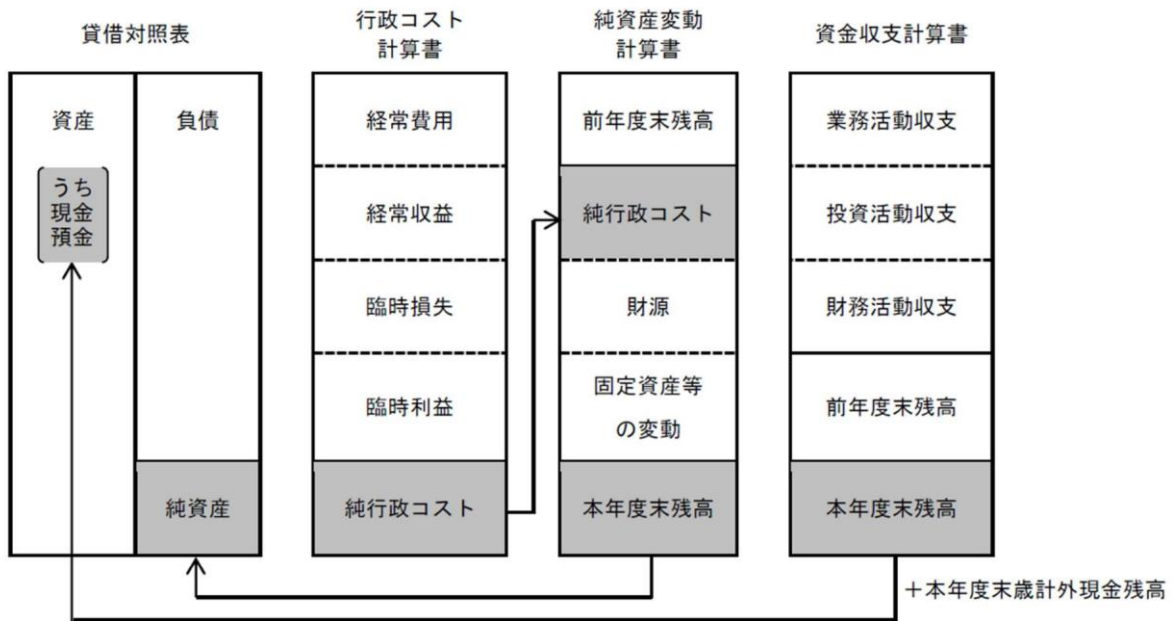 貸借対照表
行政コスト
計算書
純資産変動
計算書
資金収支計算書
資産
負債
うち
現金
預金
純資産
経常費用
経常収益
臨時損失
臨時利益
純行政コスト
前年度末残高
純行政コスト
財源
固定資産等
の変動
本年度末残高
業務活動収支
投資活動収支
財務活動収支
前年度末残高
本年度末残高
＋本年度末歳計外現金残高